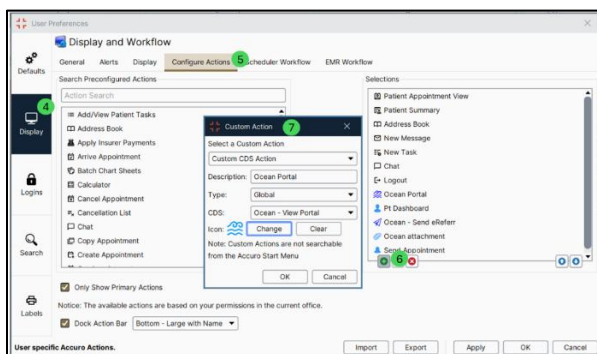 User Preferences
Display and Workflow
General Alerts Display Configure Actions 5 Scheduler Workflow EMR Workflow
Defaults
4
Display
Logins
Search
Labels
Search Preconfigured Actions
Action Search
Add/View Patient Tasks
Address Book
Apply Insurer Payments
Arrive Appointment
Batch Chart Sheets
Calculator
Cancel Appointment
Cancellation List
Chat
Copy Appointment
Create Appointment
Only Show Primary Actions
Notice: The available actions are based on your permissions in the current office.
Dock Action Bar Bottom - Large with Name
Custom Action 7
Select a Custom Action
Custom CDS Action
Description: Ocean Portal
Type: Global
CDS: Ocean - View Portal
Icon: Change Clear
Note: Custom Actions are not searchable
from the Accuro Start Menu
OK Cancel
Selections
Patient Appointment View
Patient Summary
Address Book
New Message
New Task
Chat
Logout
Ocean Portal
Pt Dashboard
Ocean - Send eReferr
Ocean attachment
Send Appointment
6
User specific Accuro Actions.
Import Export Apply OK Cancel